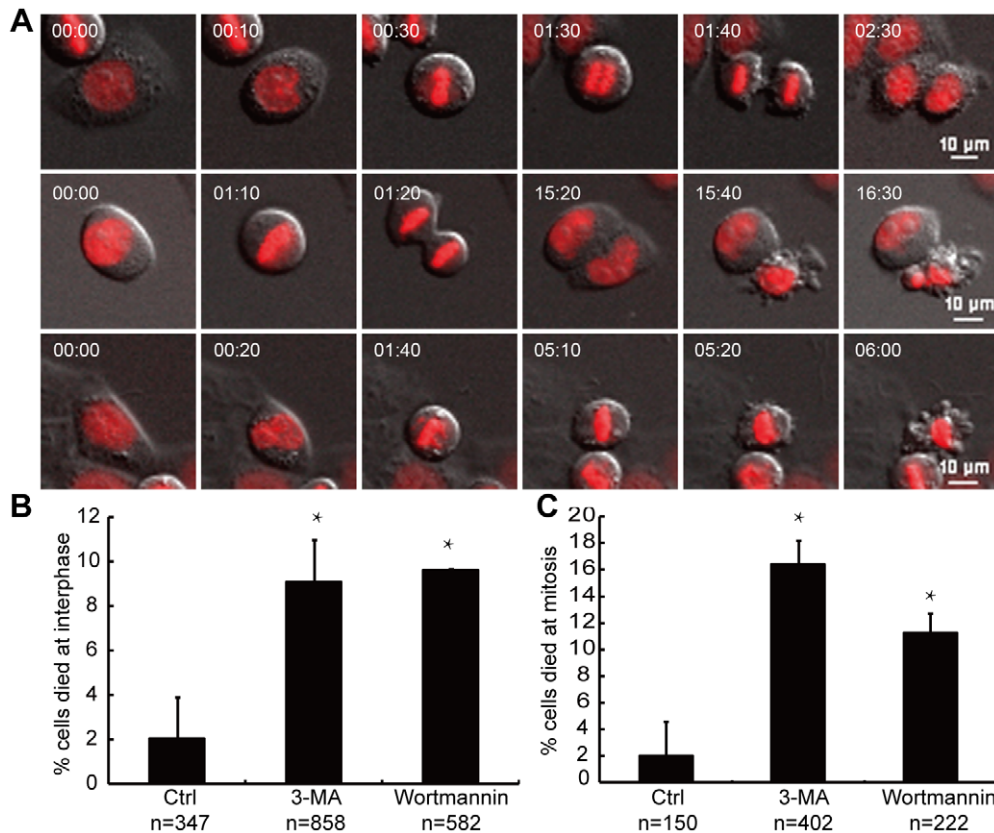 A
00:00 00:10 00:30 01:30 01:40 02:30
10 µm
00:00 01:10 01:20 15:20 15:40 16:30
10 µm
00:00 00:20 01:40 05:10 05:20 06:00
10 µm
B
% cells died at interphase
12
10
8
6
4
2
0
* *
Ctrl 3-MA Wortmannin
n=347 n=858 n=582
C
% cells died at mitosis
20
18
16
14
12
10
8
6
4
2
0
* *
Ctrl 3-MA Wortmannin
n=150 n=402 n=222